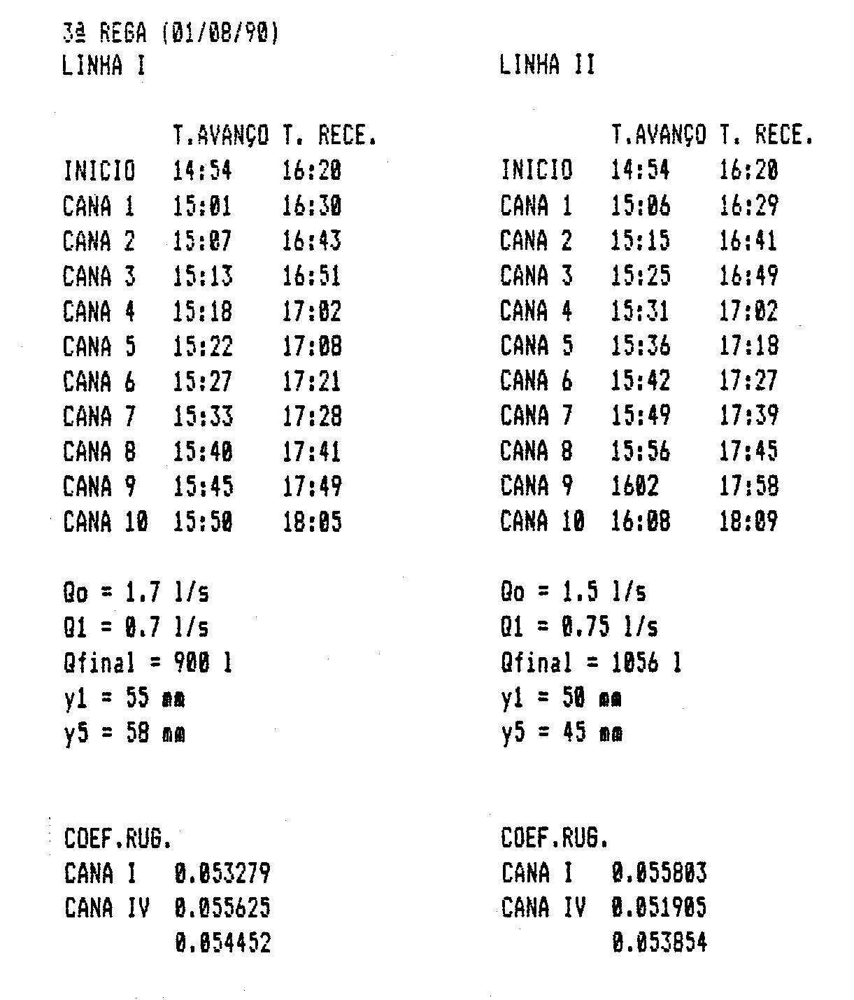 3ª REGA (01/08/90)
LINHA I LINHA II
T.AVANÇO T. RECE. T.AVANÇO T. RECE.
INICIO 14:54 16:20 INICIO 14:54 16:20
CANA 1 15:01 16:30 CANA 1 15:06 16:29
CANA 2 15:07 16:43 CANA 2 15:15 16:41
CANA 3 15:13 16:51 CANA 3 15:25 16:49
CANA 4 15:18 17:02 CANA 4 15:31 17:02
CANA 5 15:22 17:08 CANA 5 15:36 17:18
CANA 6 15:27 17:21 CANA 6 15:42 17:27
CANA 7 15:33 17:28 CANA 7 15:49 17:39
CANA 8 15:40 17:41 CANA 8 15:56 17:45
CANA 9 15:45 17:49 CANA 9 1602 17:58
CANA 10 15:50 18:05 CANA 10 16:08 18:09
Qo = 1.7 l/s Qo = 1.5 l/s
Q1 = 0.7 l/s Q1 = 0.75 l/s
Qfinal = 900 l Qfinal = 1056 l
y1 = 55 mm y1 = 50 mm
y5 = 58 mm y5 = 45 mm
COEF.RUG. COEF.RUG.
CANA I 0.053279 CANA I 0.055803
CANA IV 0.055625 CANA IV 0.051905
0.054452 0.053854